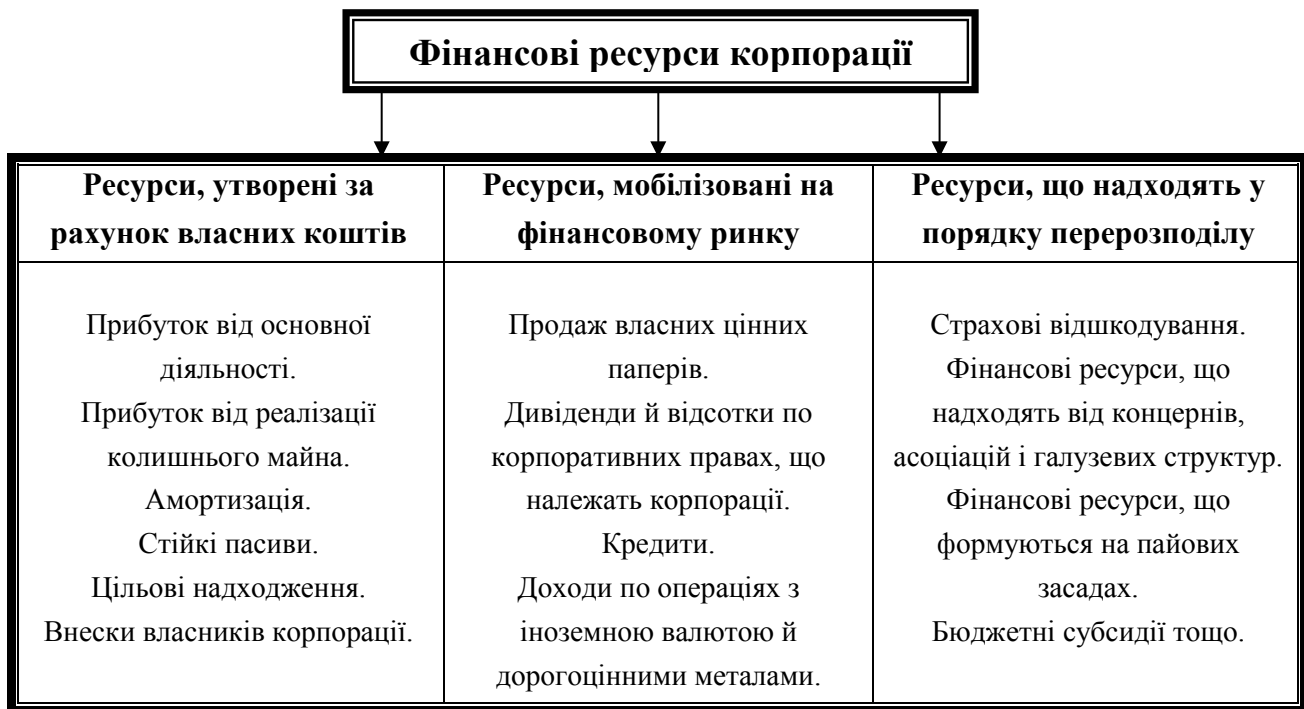 Фінансові ресурси корпорації
Ресурси, утворені за
рахунок власних коштів
Прибуток від основної
діяльності.
Прибуток від реалізації
колишнього майна.
Амортизація.
Стійкі пасиви.
Цільові надходження.
Внески власників корпорації.
Ресурси, мобілізовані на
фінансовому ринку
Продаж власних цінних
паперів.
Дивіденди й відсотки по
корпоративних правах, що
належать корпорації.
Кредити.
Доходи по операціях з
іноземною валютою й
дорогоцінними металами.
Ресурси, що надходять у
порядку перерозподілу
Страхові відшкодування.
Фінансові ресурси, що
надходять від концернів,
асоціацій і галузевих структур.
Фінансові ресурси, що
формуються на пайових
засадах.
Бюджетні субсидії тощо.